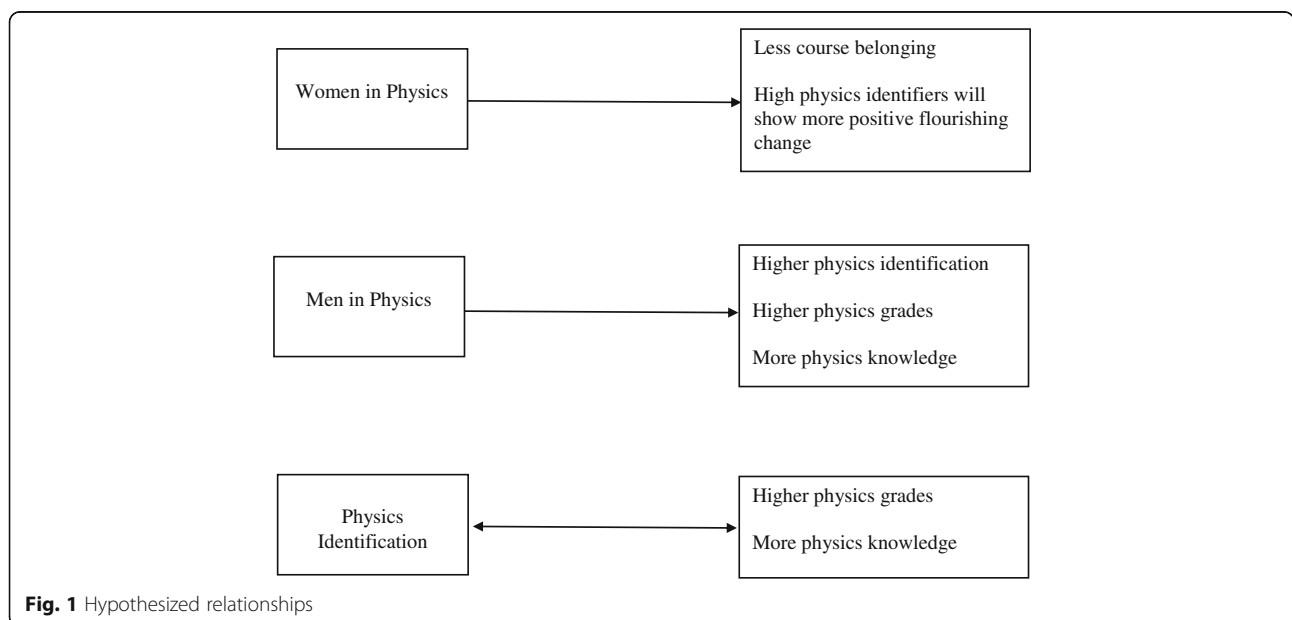 Women in Physics
Less course belonging
High physics identifiers will
show more positive flourishing
change
Men in Physics
Higher physics identification
Higher physics grades
More physics knowledge
Physics
Identification
Higher physics grades
More physics knowledge
Fig. 1 Hypothesized relationships